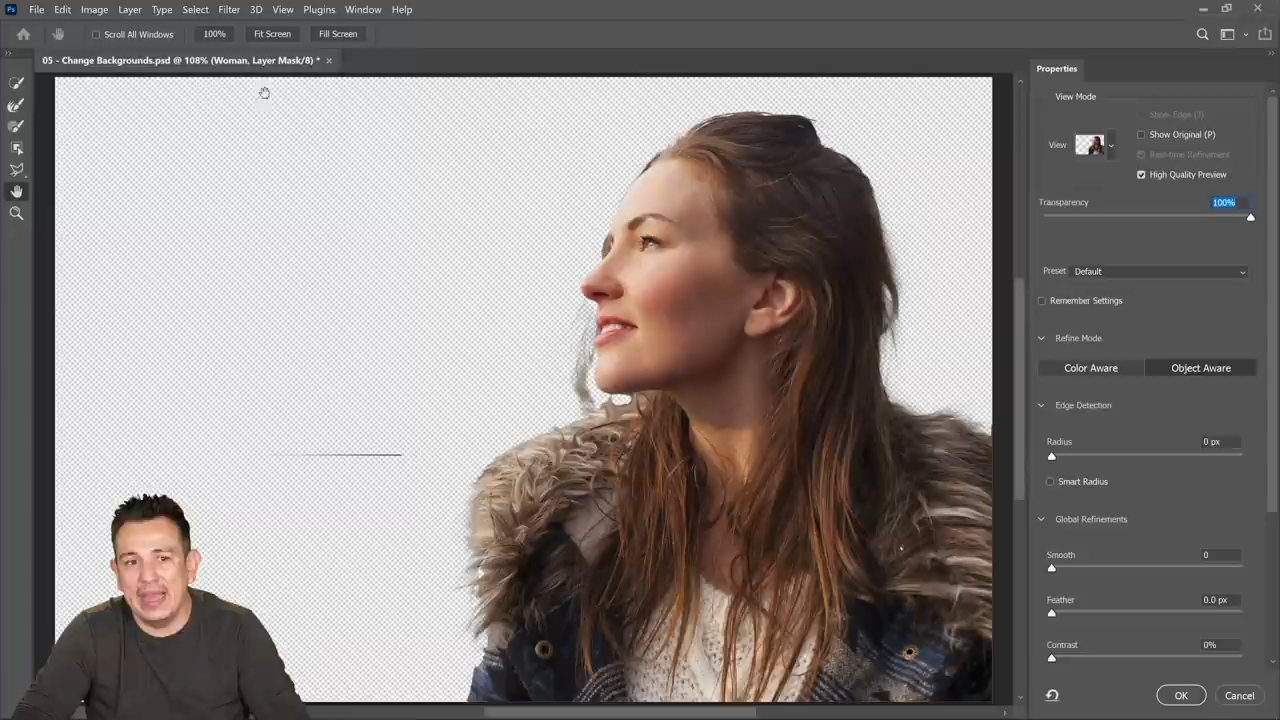 Ps File Edit Image Layer Type Select Filter 3D View Plugins Window Help
Scroll All Windows 100% Fit Screen Fill Screen
05 - Change Backgrounds.psd @ 108% (Woman, Layer Mask/8) *
Properties
View Mode
Show Edge (J)
Show Original (P)
View
Real-time Refinement
High Quality Preview
Transparency 100%
Preset Default
Remember Settings
Refine Mode
Color Aware Object Aware
Edge Detection
Radius 0 px
Smart Radius
Global Refinements
Smooth 0
Feather 0.0 px
Contrast 0%
OK Cancel